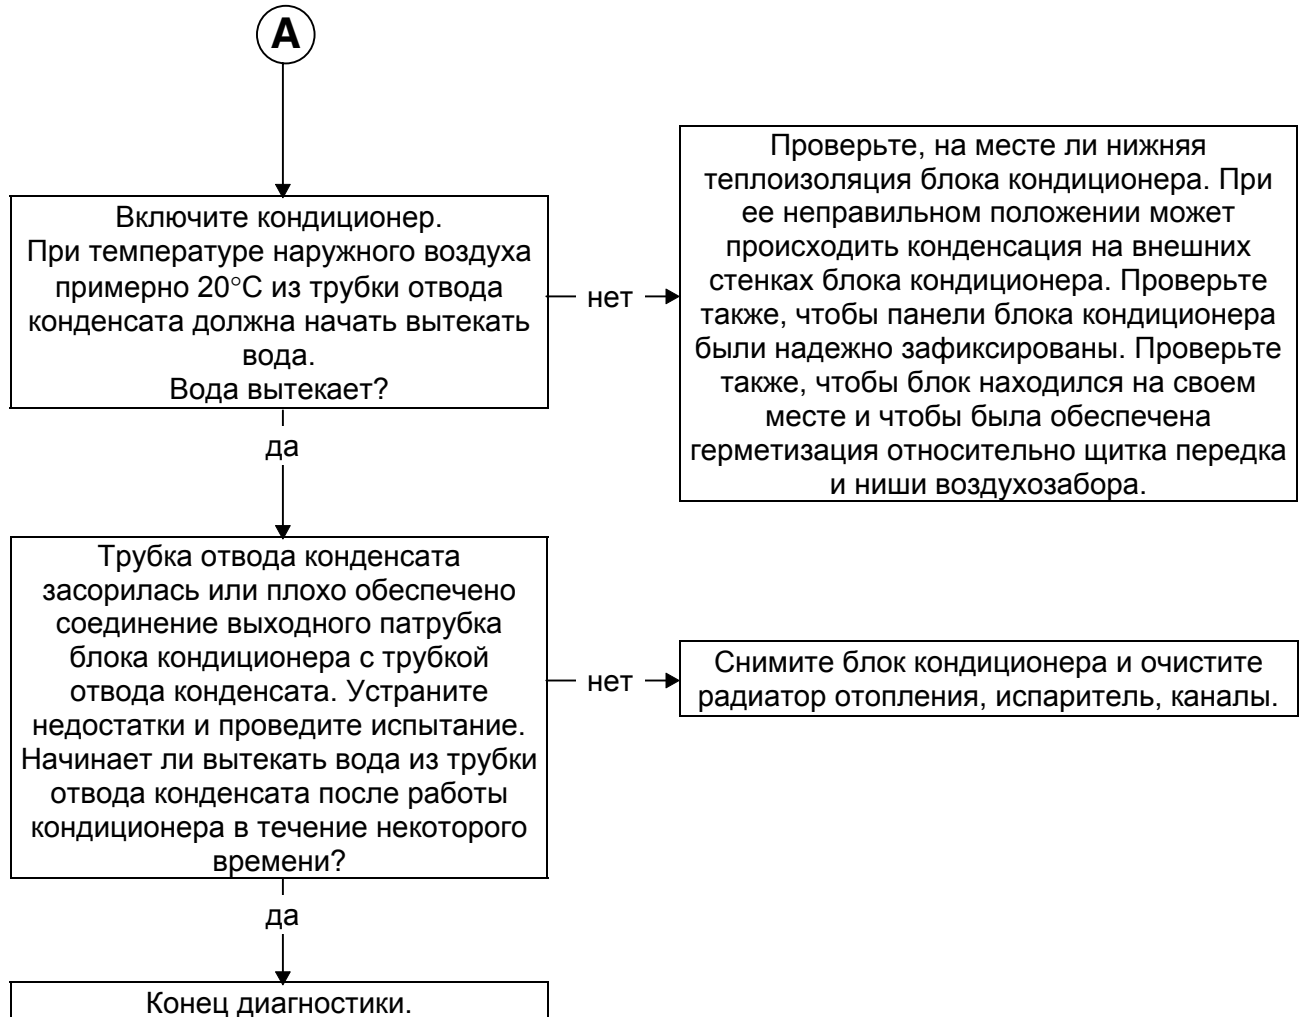 A
Включите кондиционер.
При температуре наружного воздуха
примерно 20°C из трубки отвода
конденсата должна начать вытекать
вода.
Вода вытекает?
нет
Проверьте, на месте ли нижняя
теплоизоляция блока кондиционера. При
ее неправильном положении может
происходить конденсация на внешних
стенках блока кондиционера. Проверьте
также, чтобы панели блока кондиционера
были надежно зафиксированы. Проверьте
также, чтобы блок находился на своем
месте и чтобы была обеспечена
герметизация относительно щитка передка
и ниши воздухозабора.
да
Трубка отвода конденсата
засорилась или плохо обеспечено
соединение выходного патрубка
блока кондиционера с трубкой
отвода конденсата. Устраните
недостатки и проведите испытание.
Начинает ли вытекать вода из трубки
отвода конденсата после работы
кондиционера в течение некоторого
времени?
нет
Снимите блок кондиционера и очистите
радиатор отопления, испаритель, каналы.
да
Конец диагностики.